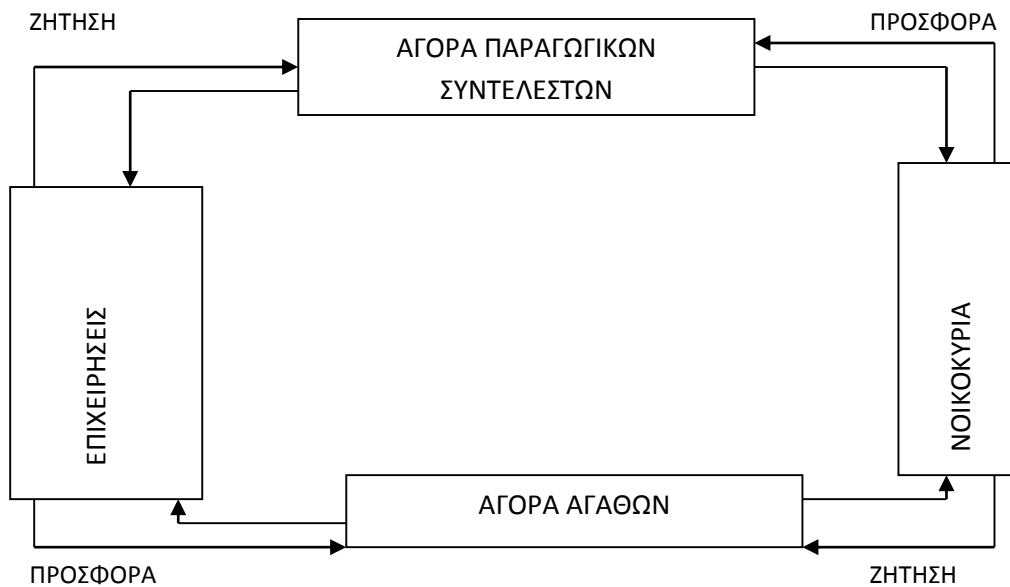 ΖΗΤΗΣΗ
ΠΡΟΣΦΟΡΑ
ΑΓΟΡΑ ΠΑΡΑΓΩΓΙΚΩΝ
ΣΥΝΤΕΛΕΣΤΩΝ
ΕΠΙΧΕΙΡΗΣΕΙΣ
ΝΟΙΚΟΚΥΡΙΑ
ΑΓΟΡΑ ΑΓΑΘΩΝ
ΠΡΟΣΦΟΡΑ
ΖΗΤΗΣΗ